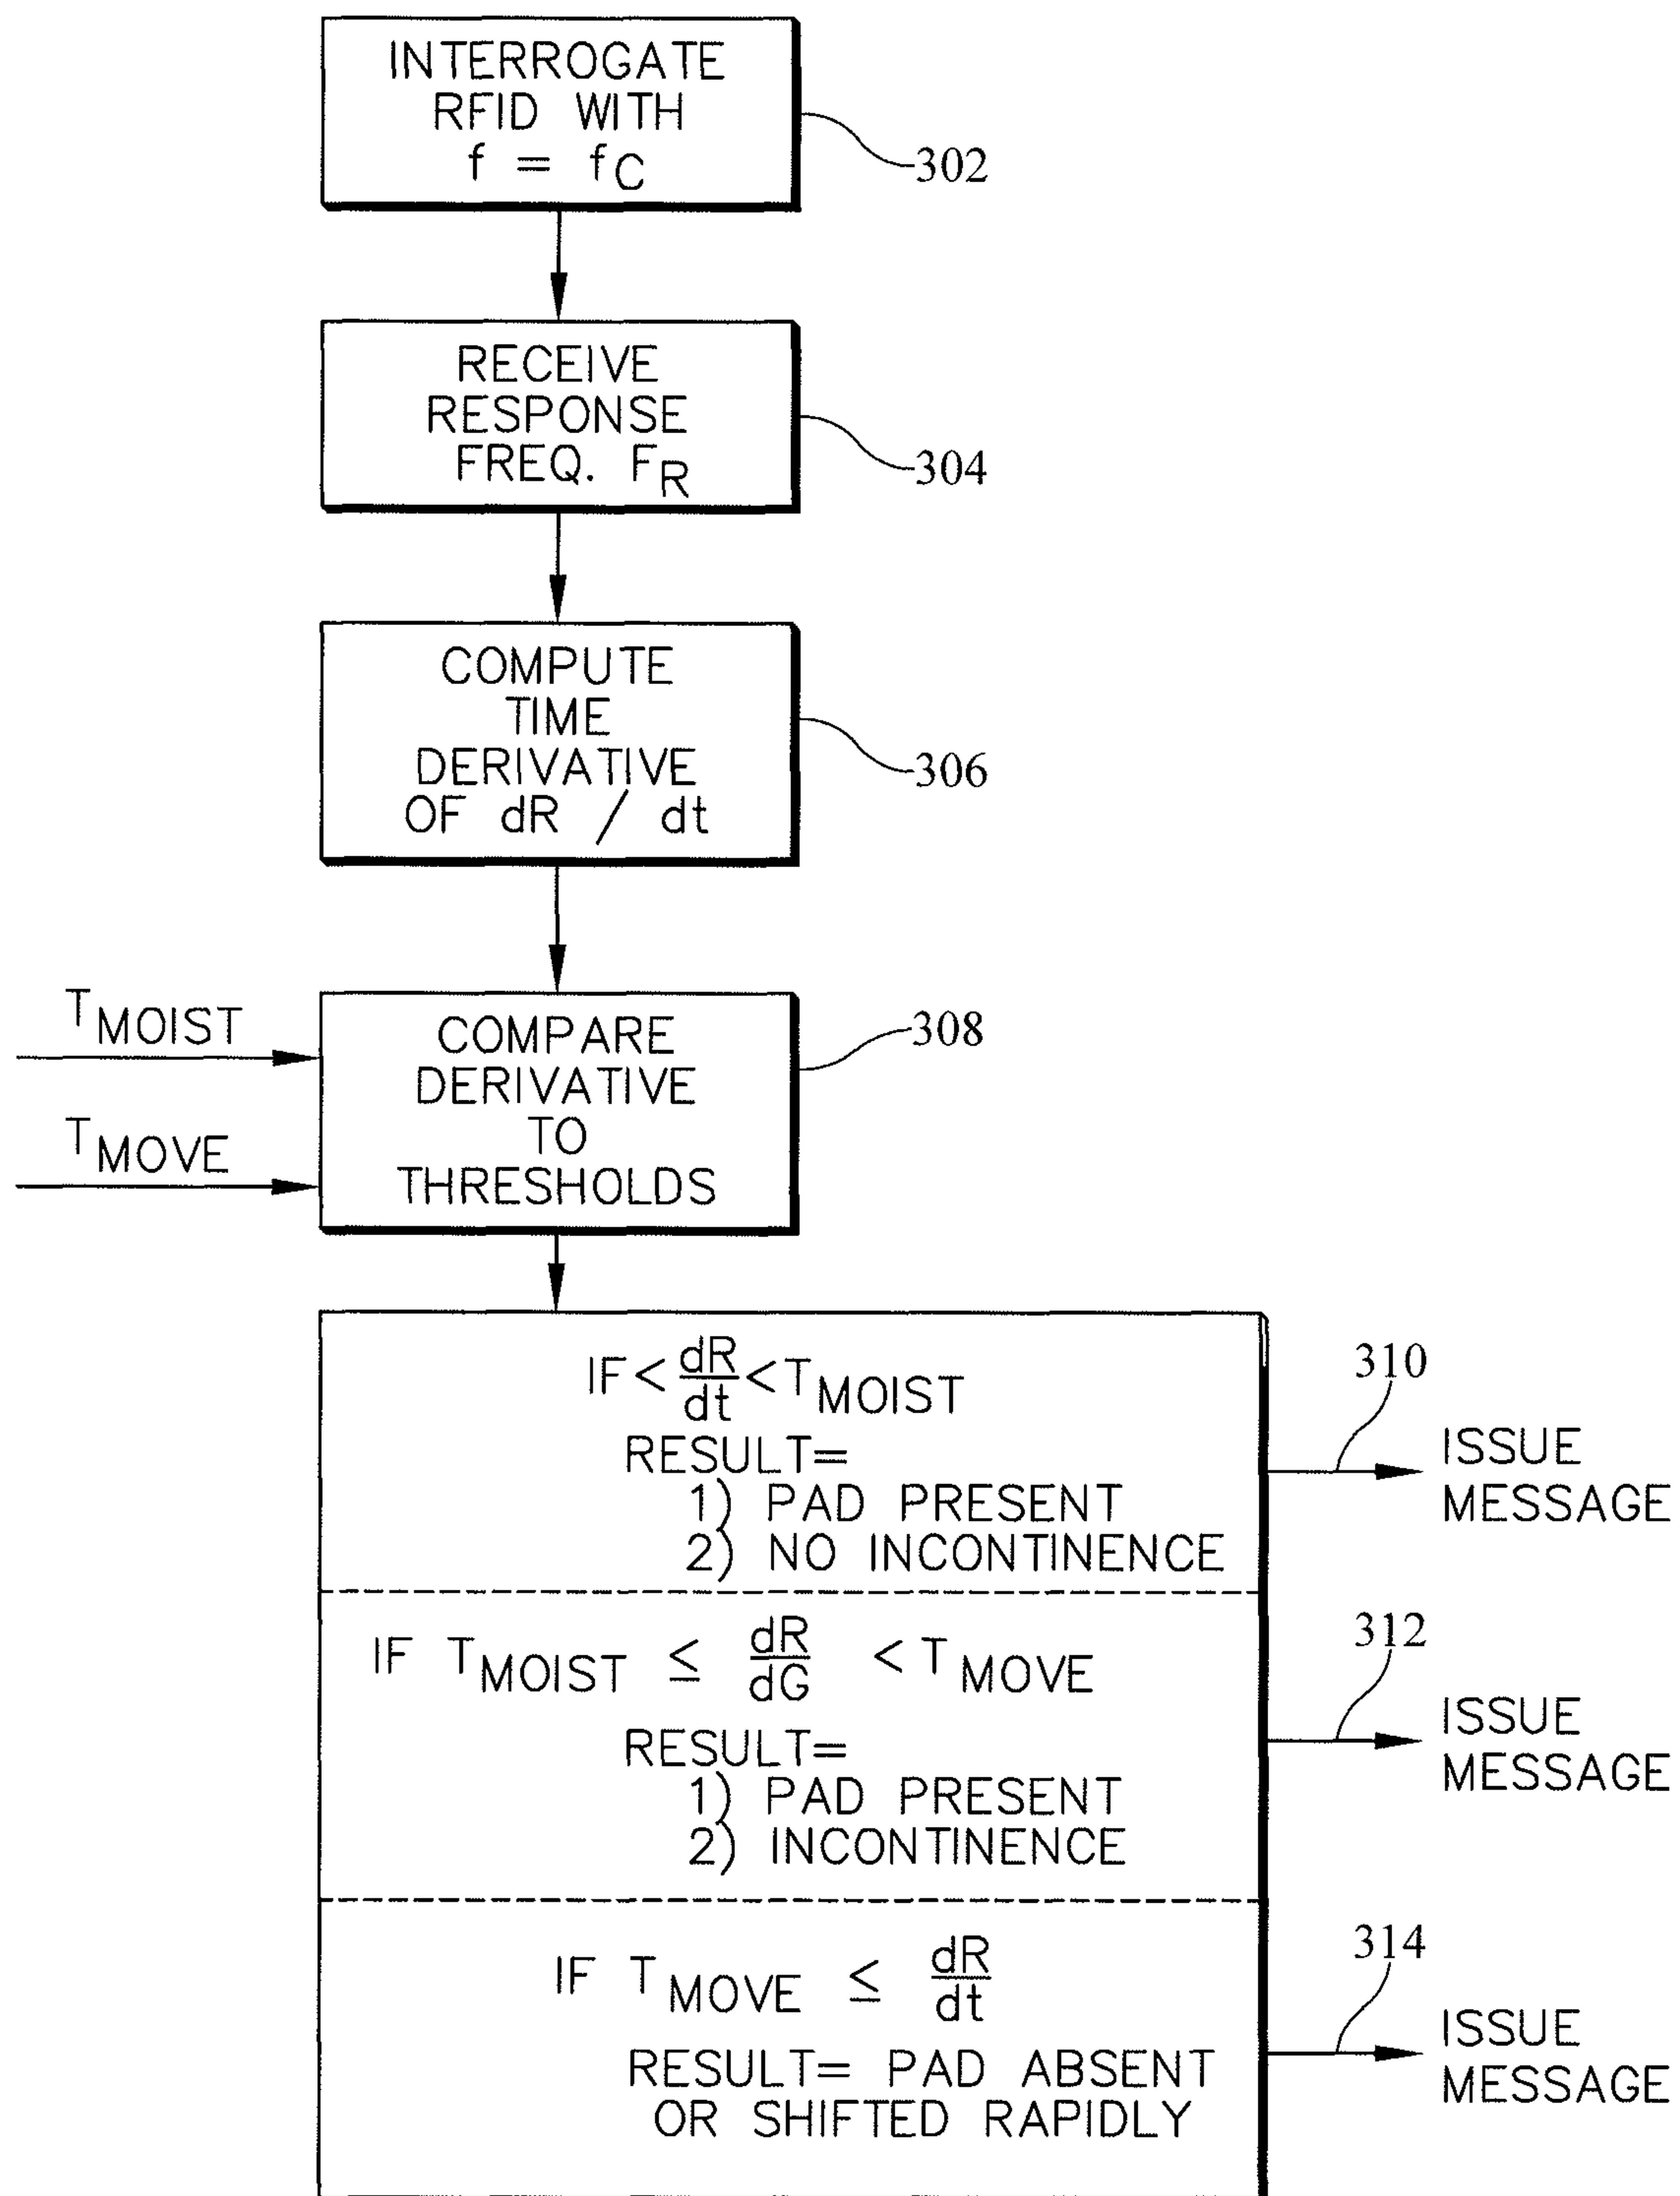 INTERROGATE
RFID WITH
f = fC
302
RECEIVE
RESPONSE
FREQ. FR
304
COMPUTE
TIME
DERIVATIVE
OF dR / dt
306
TMOIST
TMOVE
COMPARE
DERIVATIVE
TO
THRESHOLDS
308
IF < dR/dt < TMOIST
RESULT=
1) PAD PRESENT
2) NO INCONTINENCE
310
ISSUE
MESSAGE
IF TMOIST ≤ dR/dG < TMOVE
RESULT=
1) PAD PRESENT
2) INCONTINENCE
312
ISSUE
MESSAGE
IF TMOVE ≤ dR/dt
RESULT= PAD ABSENT
OR SHIFTED RAPIDLY
314
ISSUE
MESSAGE